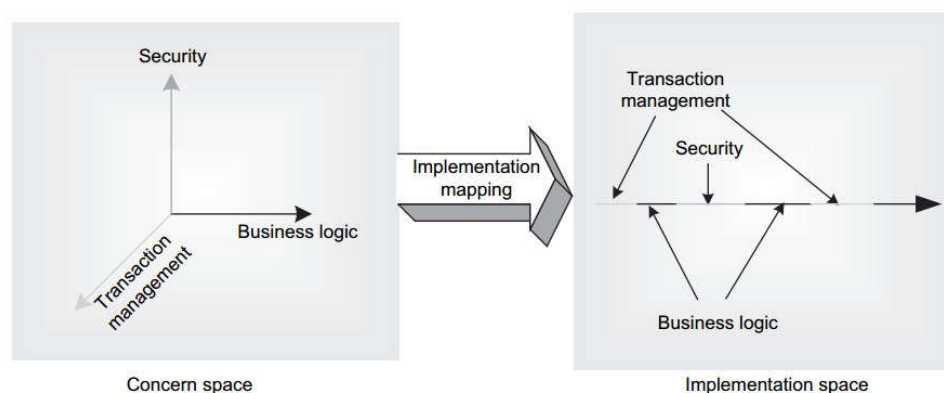 Security
Business logic
Transaction
management
Concern space
Implementation
mapping
Transaction
management
Security
Business logic
Implementation space